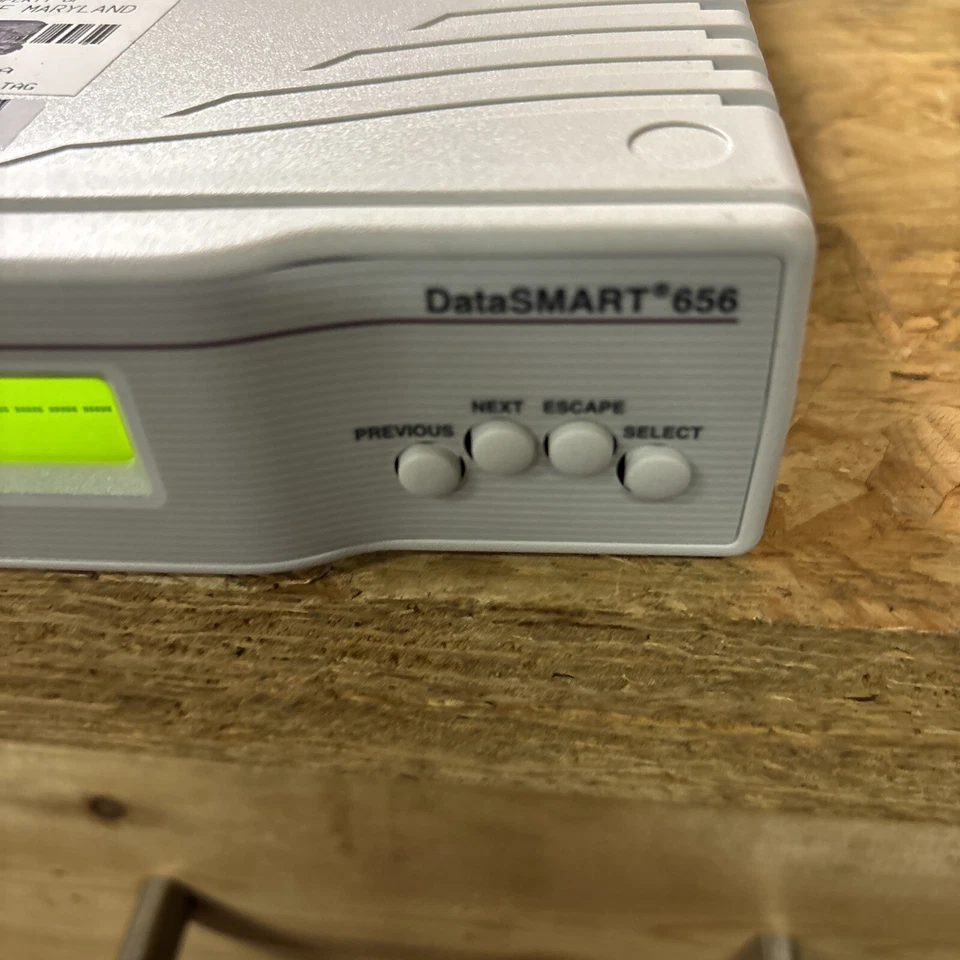 MARYLAND
TAG
DataSMART®656
NEXT ESCAPE
PREVIOUS SELECT